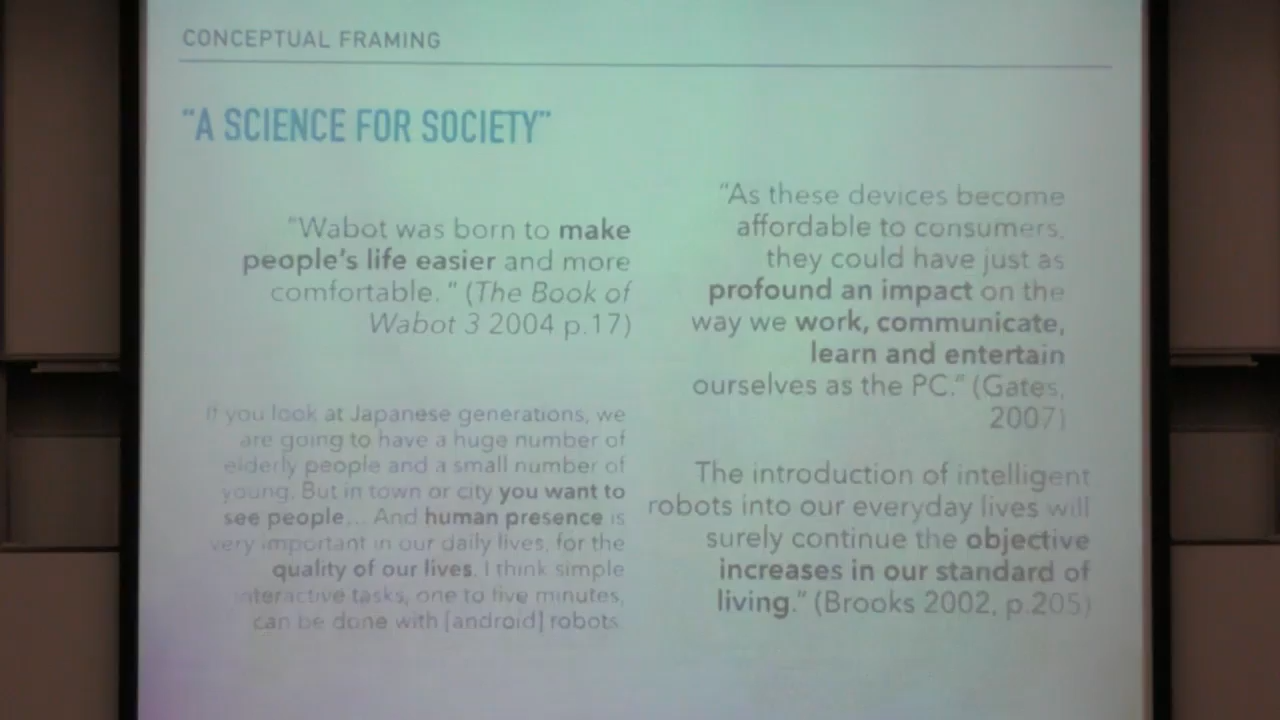 CONCEPTUAL FRAMING
"A SCIENCE FOR SOCIETY"
"Wabot was born to make
people's life easier and more
comfortable. " (The Book of
Wabot 3 2004 p.17)
If you look at Japanese generations, we
are going to have a huge number of
elderly people and a small number of
young. But in town or city you want to
see people... And human presence is
very important in our daily lives, for the
quality of our lives. I think simple
interactive tasks, one to five minutes,
can be done with [android] robots.
"As these devices become
affordable to consumers,
they could have just as
profound an impact on the
way we work, communicate,
learn and entertain
ourselves as the PC." (Gates,
2007)
The introduction of intelligent
robots into our everyday lives will
surely continue the objective
increases in our standard of
living." (Brooks 2002, p.205)